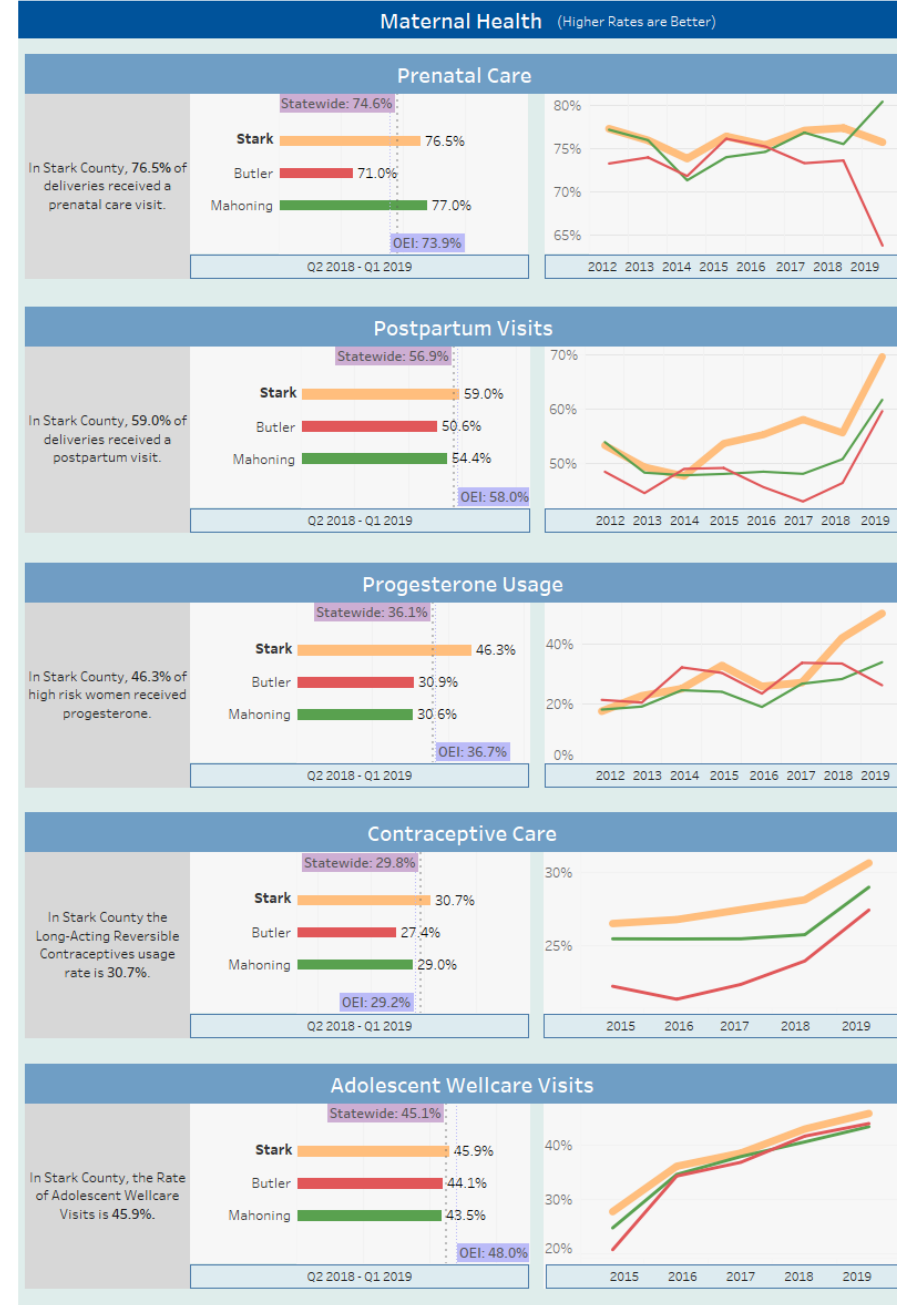 Maternal Health (Higher Rates are Better)
Prenatal Care
In Stark County, 76.5% of
deliveries received a
prenatal care visit.
Statewide: 74.6%
Stark 76.5%
Butler 71.0%
Mahoning 77.0%
OEI: 73.9%
Q2 2018 - Q1 2019
80%
75%
70%
65%
2012 2013 2014 2015 2016 2017 2018 2019
Postpartum Visits
In Stark County, 59.0% of
deliveries received a
postpartum visit.
Statewide: 56.9%
Stark 59.0%
Butler 50.6%
Mahoning 54.4%
OEI: 58.0%
Q2 2018 - Q1 2019
70%
60%
50%
2012 2013 2014 2015 2016 2017 2018 2019
Progesterone Usage
In Stark County, 46.3% of
high risk women received
progesterone.
Statewide: 36.1%
Stark 46.3%
Butler 30.9%
Mahoning 30.6%
OEI: 36.7%
Q2 2018 - Q1 2019
40%
20%
0%
2012 2013 2014 2015 2016 2017 2018 2019
Contraceptive Care
In Stark County the
Long-Acting Reversible
Contraceptives usage
rate is 30.7%.
Statewide: 29.8%
Stark 30.7%
Butler 27.4%
Mahoning 29.0%
OEI: 29.2%
Q2 2018 - Q1 2019
30%
25%
2015 2016 2017 2018 2019
Adolescent Wellcare Visits
In Stark County, the Rate
of Adolescent Wellcare
Visits is 45.9%.
Statewide: 45.1%
Stark 45.9%
Butler 44.1%
Mahoning 43.5%
OEI: 48.0%
Q2 2018 - Q1 2019
40%
30%
20%
2015 2016 2017 2018 2019